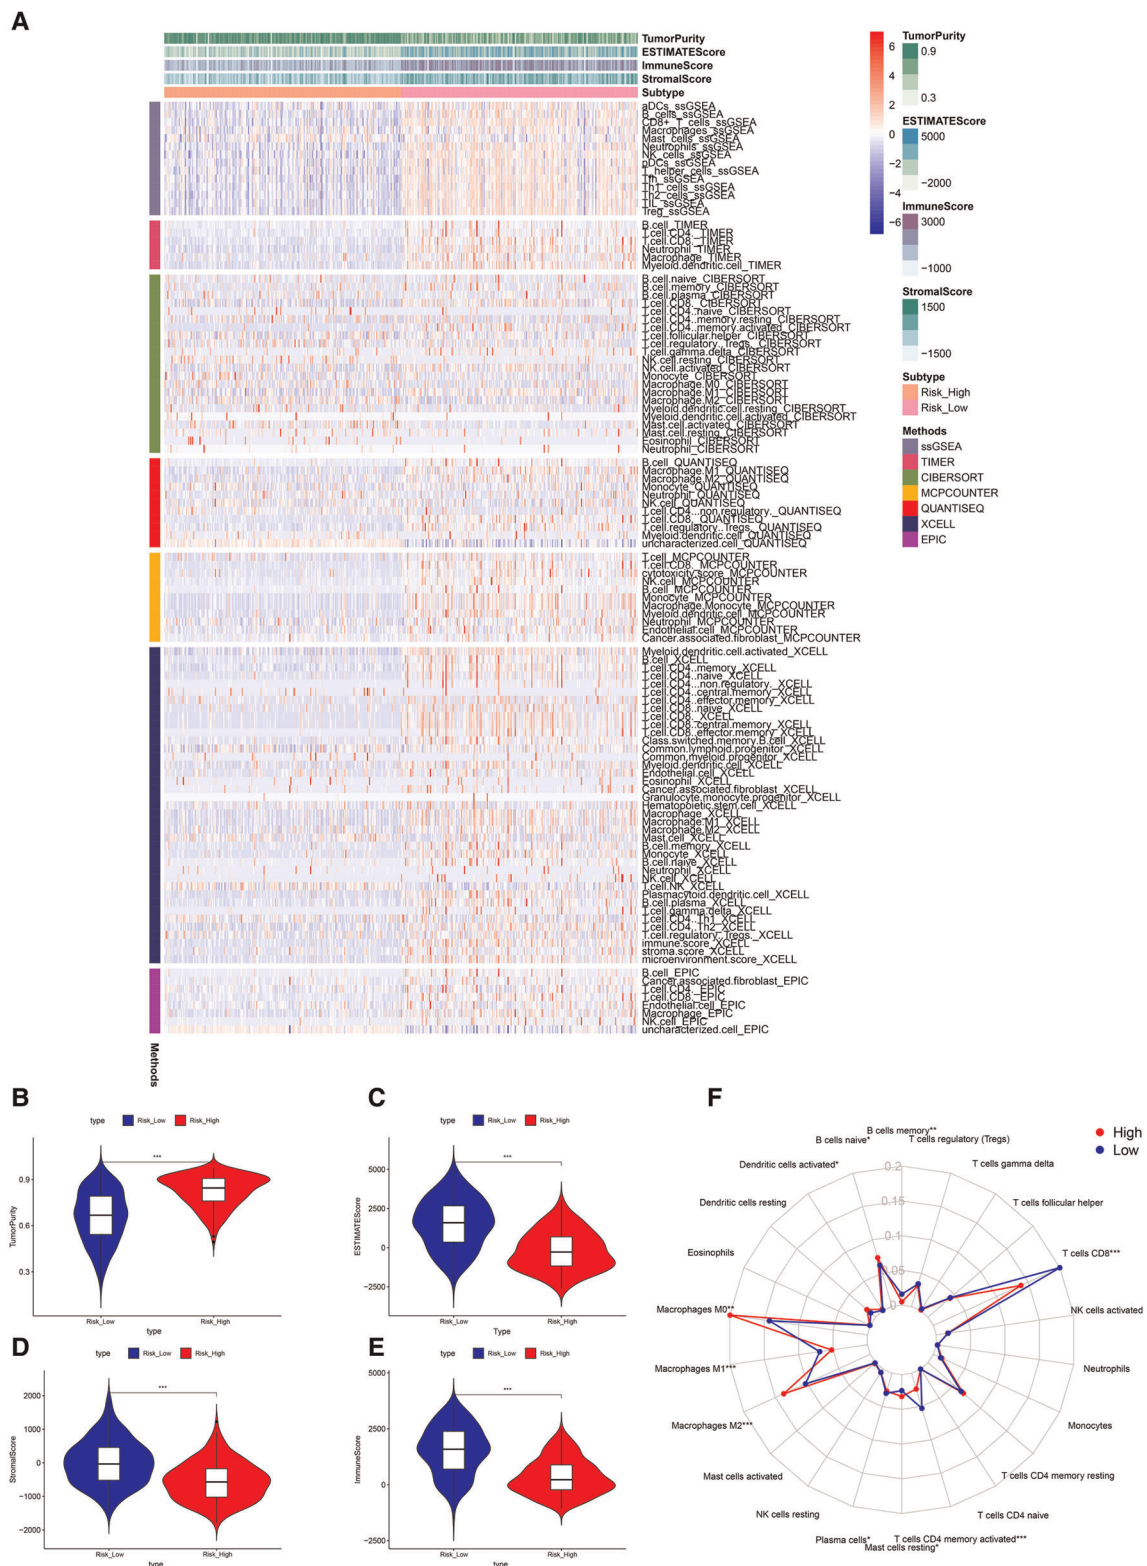 A
TumorPurity
ESTIMATEScore
ImmuneScore
StromalScore
Subtype
aDCs_ssGSEA
B_cells_ssGSEA
CD8+_T_cells_ssGSEA
Macrophages_ssGSEA
Mast_cells_ssGSEA
Neutrophils_ssGSEA
NK_cells_ssGSEA
pDCs_ssGSEA
T_helper_cells_ssGSEA
Tfh_ssGSEA
Th1_cells_ssGSEA
Th2_cells_ssGSEA
TIL_ssGSEA
Treg_ssGSEA
B.cell_TIMER
T.cell.CD4._TIMER
T.cell.CD8._TIMER
Neutrophil_TIMER
Macrophage_TIMER
Myeloid.dendritic.cell_TIMER
B.cell.naive_CIBERSORT
B.cell.memory_CIBERSORT
B.cell.plasma_CIBERSORT
T.cell.CD8._CIBERSORT
T.cell.CD4..naive_CIBERSORT
T.cell.CD4..memory.resting_CIBERSORT
T.cell.CD4..memory.activated_CIBERSORT
T.cell.follicular.helper_CIBERSORT
T.cell.regulatory..Tregs._CIBERSORT
T.cell.gamma.delta_CIBERSORT
NK.cell.resting_CIBERSORT
NK.cell.activated_CIBERSORT
Monocyte_CIBERSORT
Macrophage.M0_CIBERSORT
Macrophage.M1_CIBERSORT
Macrophage.M2_CIBERSORT
Myeloid.dendritic.cell.resting_CIBERSORT
Myeloid.dendritic.cell.activated_CIBERSORT
Mast.cell.activated_CIBERSORT
Mast.cell.resting_CIBERSORT
Eosinophil_CIBERSORT
Neutrophil_CIBERSORT
B.cell_QUANTISEQ
Macrophage.M1_QUANTISEQ
Macrophage.M2_QUANTISEQ
Monocyte_QUANTISEQ
Neutrophil_QUANTISEQ
NK.cell_QUANTISEQ
T.cell.CD4...non.regulatory._QUANTISEQ
T.cell.CD8._QUANTISEQ
T.cell.regulatory..Tregs._QUANTISEQ
Myeloid.dendritic.cell_QUANTISEQ
uncharacterized.cell_QUANTISEQ
T.cell_MCPCOUNTER
T.cell.CD8._MCPCOUNTER
cytotoxicity.score_MCPCOUNTER
NK.cell_MCPCOUNTER
B.cell_MCPCOUNTER
Monocyte_MCPCOUNTER
Macrophage.Monocyte_MCPCOUNTER
Myeloid.dendritic.cell_MCPCOUNTER
Neutrophil_MCPCOUNTER
Endothelial.cell_MCPCOUNTER
Cancer.associated.fibroblast_MCPCOUNTER
Myeloid.dendritic.cell.activated_XCELL
B.cell_XCELL
T.cell.CD4..memory_XCELL
T.cell.CD4..naive_XCELL
T.cell.CD4...non.regulatory._XCELL
T.cell.CD4..central.memory_XCELL
T.cell.CD4..effector.memory_XCELL
T.cell.CD8..naive_XCELL
T.cell.CD8._XCELL
T.cell.CD8..central.memory_XCELL
T.cell.CD8..effector.memory_XCELL
Class.switched.memory.B.cell_XCELL
Common.lymphoid.progenitor_XCELL
Common.myeloid.progenitor_XCELL
Myeloid.dendritic.cell_XCELL
Endothelial.cell_XCELL
Eosinophil_XCELL
Cancer.associated.fibroblast_XCELL
Granulocyte.monocyte.progenitor_XCELL
Hematopoietic.stem.cell_XCELL
Macrophage_XCELL
Macrophage.M1_XCELL
Macrophage.M2_XCELL
Mast.cell_XCELL
B.cell.memory_XCELL
Monocyte_XCELL
B.cell.naive_XCELL
Neutrophil_XCELL
NK.cell_XCELL
T.cell.NK_XCELL
Plasmacytoid.dendritic.cell_XCELL
B.cell.plasma_XCELL
T.cell.gamma.delta_XCELL
T.cell.CD4..Th1_XCELL
T.cell.CD4..Th2_XCELL
T.cell.regulatory..Tregs._XCELL
immune.score_XCELL
stroma.score_XCELL
microenvironment.score_XCELL
B.cell_EPIC
Cancer.associated.fibroblast_EPIC
T.cell.CD4._EPIC
T.cell.CD8._EPIC
Endothelial.cell_EPIC
Macrophage_EPIC
NK.cell_EPIC
uncharacterized.cell_EPIC
Methods
6
4
2
0
−2
−4
−6
TumorPurity
0.9
0.3
ESTIMATEScore
5000
−2000
ImmuneScore
3000
−1000
StromalScore
1500
−1500
Subtype
Risk_High
Risk_Low
Methods
ssGSEA
TIMER
CIBERSORT
MCPCOUNTER
QUANTISEQ
XCELL
EPIC
B
type Risk_Low Risk_High
***
TumorPurity
0.9
0.6
0.3
Risk_Low Risk_High
type
C
type Risk_Low Risk_High
***
ESTIMATEScore
5000
2500
0
−2500
Risk_Low Risk_High
Type
D
type Risk_Low Risk_High
***
StromalScore
2000
1000
0
−1000
−2000
Risk_Low Risk_High
type
E
type Risk_Low Risk_High
***
ImmuneScore
5000
2500
0
−2500
Risk_Low Risk_High
type
F
High
Low
B cells memory**
T cells regulatory (Tregs)
B cells naive*
T cells gamma delta
Dendritic cells activated*
T cells follicular helper
Dendritic cells resting
T cells CD8***
Eosinophils
NK cells activated
Macrophages M0**
Neutrophils
Macrophages M1***
Monocytes
Macrophages M2***
T cells CD4 memory resting
Mast cells activated
T cells CD4 naive
NK cells resting
T cells CD4 memory activated***
Plasma cells*
Mast cells resting*
0.2
0.15
0.1
0.05
0